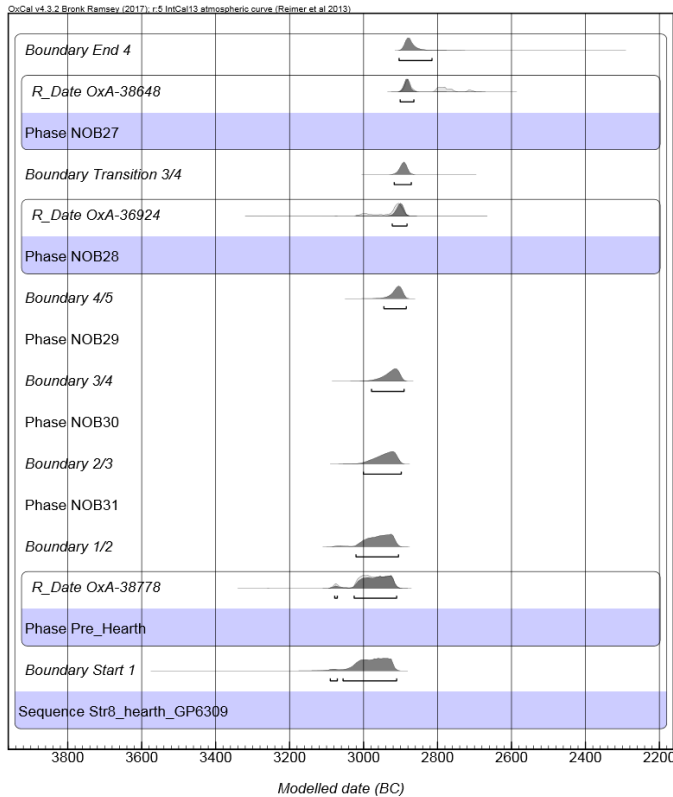 OxCal v4.3.2 Bronk Ramsey (2017); r:5 IntCal13 atmospheric curve (Reimer et al 2013)
Boundary End 4
R_Date OxA-38648
Phase NOB27
Boundary Transition 3/4
R_Date OxA-36924
Phase NOB28
Boundary 4/5
Phase NOB29
Boundary 3/4
Phase NOB30
Boundary 2/3
Phase NOB31
Boundary 1/2
R_Date OxA-38778
Phase Pre_Hearth
Boundary Start 1
Sequence Str8_hearth_GP6309
3800 3600 3400 3200 3000 2800 2600 2400 2200
Modelled date (BC)